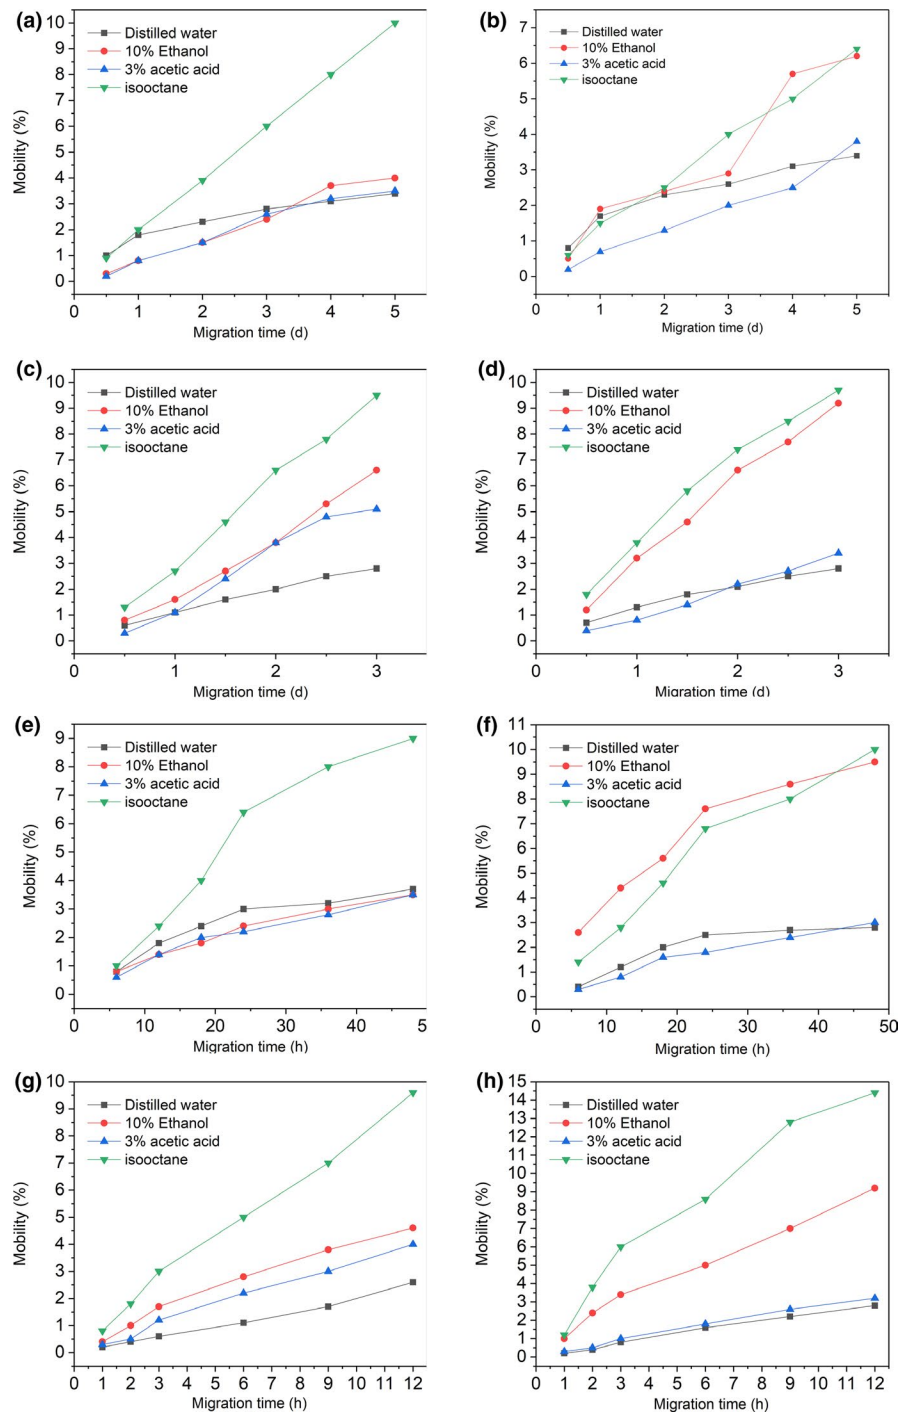 (a)
Distilled water
10% Ethanol
3% acetic acid
isooctane
10
9
8
7
6
5
4
3
2
1
0
Mobility (%)
0 1 2 3 4 5
Migration time (d)
(b)
Distilled water
10% Ethanol
3% acetic acid
isooctane
7
6
5
4
3
2
1
0
Mobility (%)
0 1 2 3 4 5
Migration time (d)
(c)
Distilled water
10% Ethanol
3% acetic acid
isooctane
10
9
8
7
6
5
4
3
2
1
0
Mobility (%)
0 1 2 3
Migration time (d)
(d)
Distilled water
10% Ethanol
3% acetic acid
isooctane
10
9
8
7
6
5
4
3
2
1
0
Mobility (%)
0 1 2 3
Migration time (d)
(e)
Distilled water
10% Ethanol
3% acetic acid
isooctane
9
8
7
6
5
4
3
2
1
0
Mobility (%)
0 10 20 30 40 5
Migration time (h)
(f)
Distilled water
10% Ethanol
3% acetic acid
isooctane
11
10
9
8
7
6
5
4
3
2
1
0
Mobility (%)
0 10 20 30 40 50
Migration time (h)
(g)
Distilled water
10% Ethanol
3% acetic acid
isooctane
10
9
8
7
6
5
4
3
2
1
0
Mobility (%)
0 1 2 3 4 5 6 7 8 9 10 11 12
Migration time (h)
(h)
Distilled water
10% Ethanol
3% acetic acid
isooctane
15
14
13
12
11
10
9
8
7
6
5
4
3
2
1
0
Mobility (%)
0 1 2 3 4 5 6 7 8 9 10 11 12
Migration time (h)